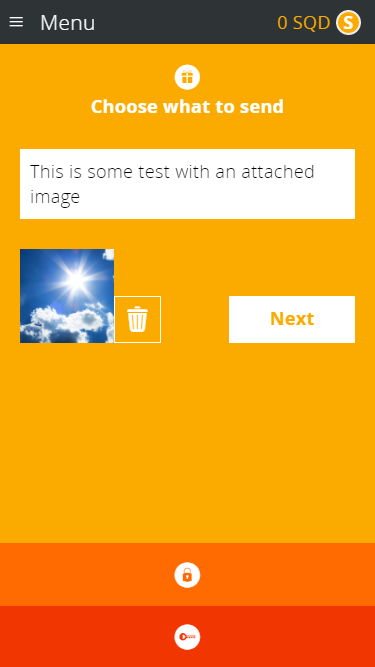 Menu
0 SQD S
Choose what to send
This is some test with an attached
image
Next